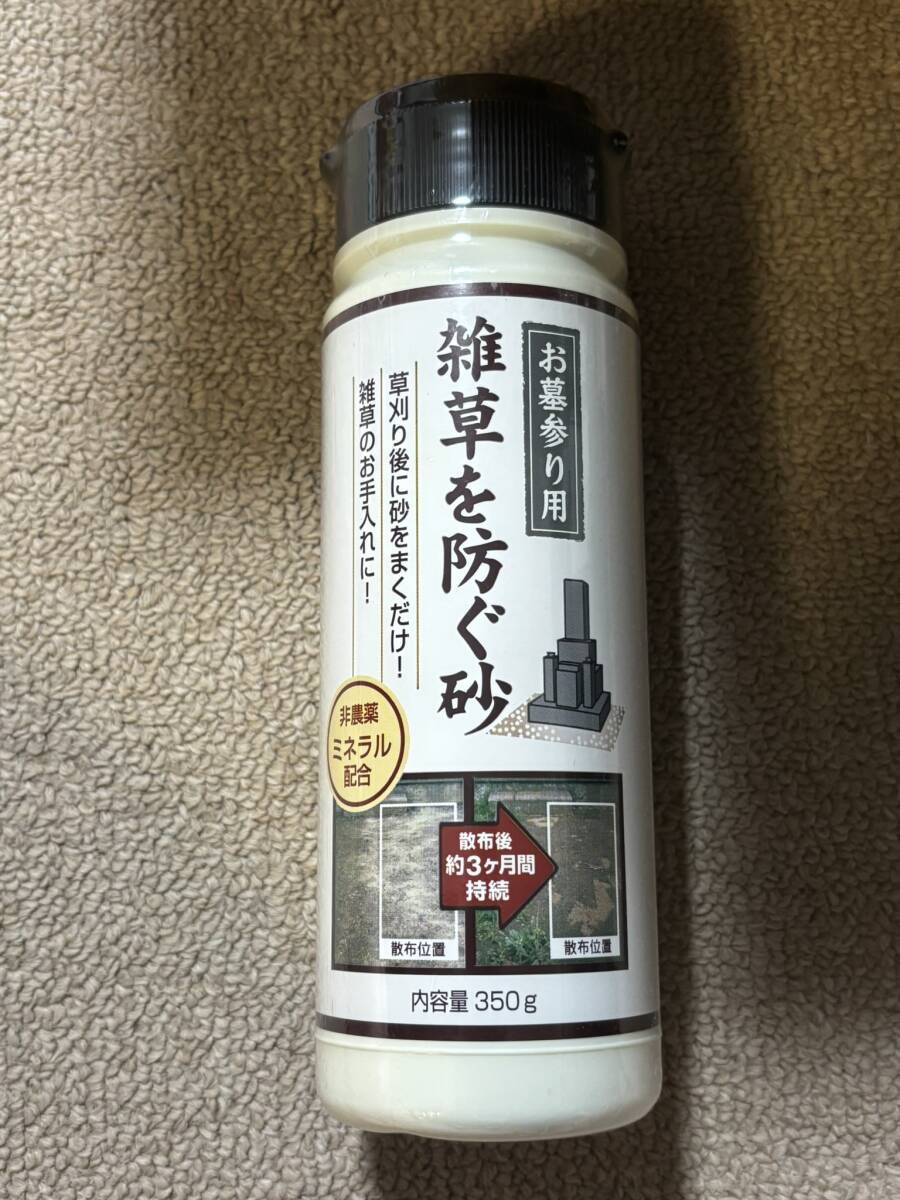 お墓参り用
雑草を防ぐ砂
草刈り後に砂をまくだけ!
雑草のお手入れに!
非農薬
ミネラル
配合
散布後
約3ヶ月間
持続
散布位置
散布位置
内容量 350g